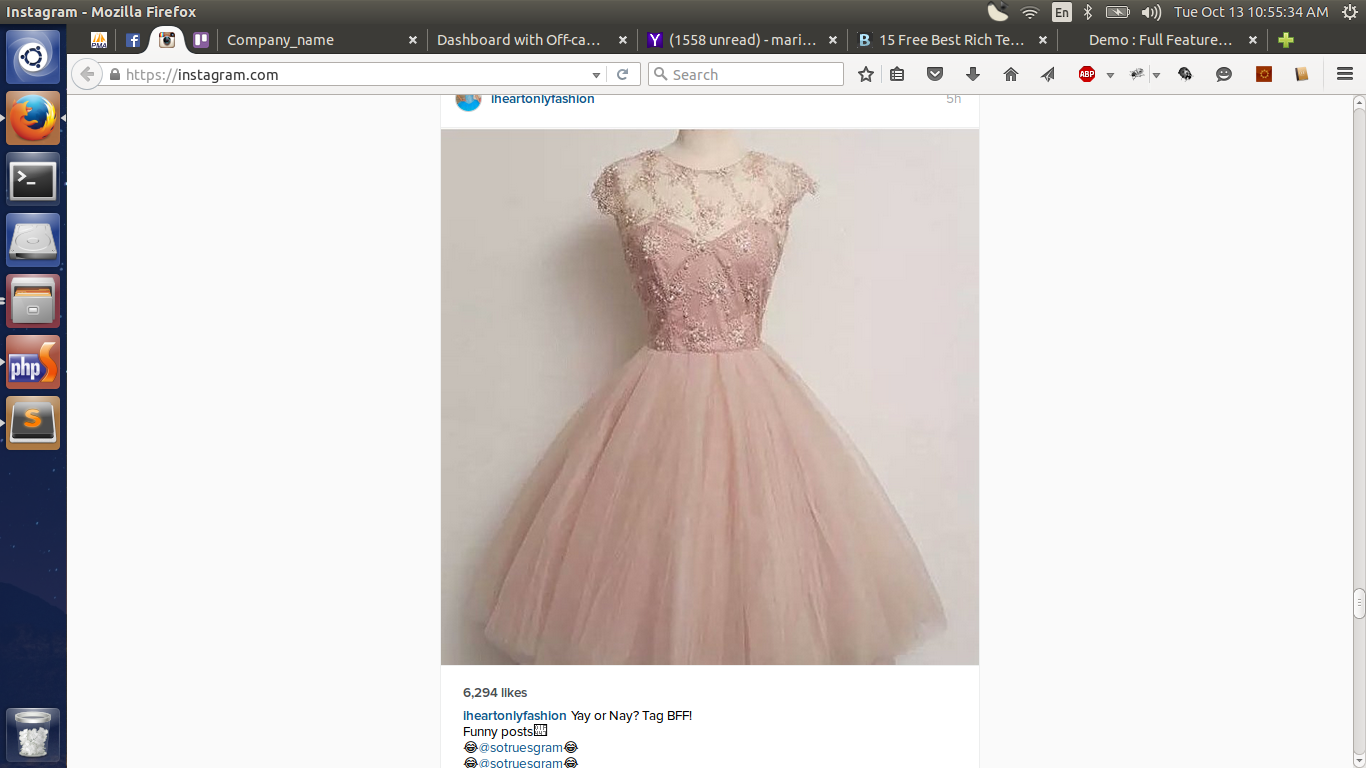 Instagram - Mozilla Firefox
En
Tue Oct 13 10:55:34 AM
PMA
f
Company_name
Dashboard with Off-ca...
Y
(1558 unread) - mari...
B
15 Free Best Rich Te...
Demo : Full Feature...
https://instagram.com
Search
ABP
iheartonlyfashion
5h
php
S
S
6,294 likes
iheartonlyfashion Yay or Nay? Tag BFF!
Funny posts
😂@sotruesgram😂
😂@sotruesgram😂